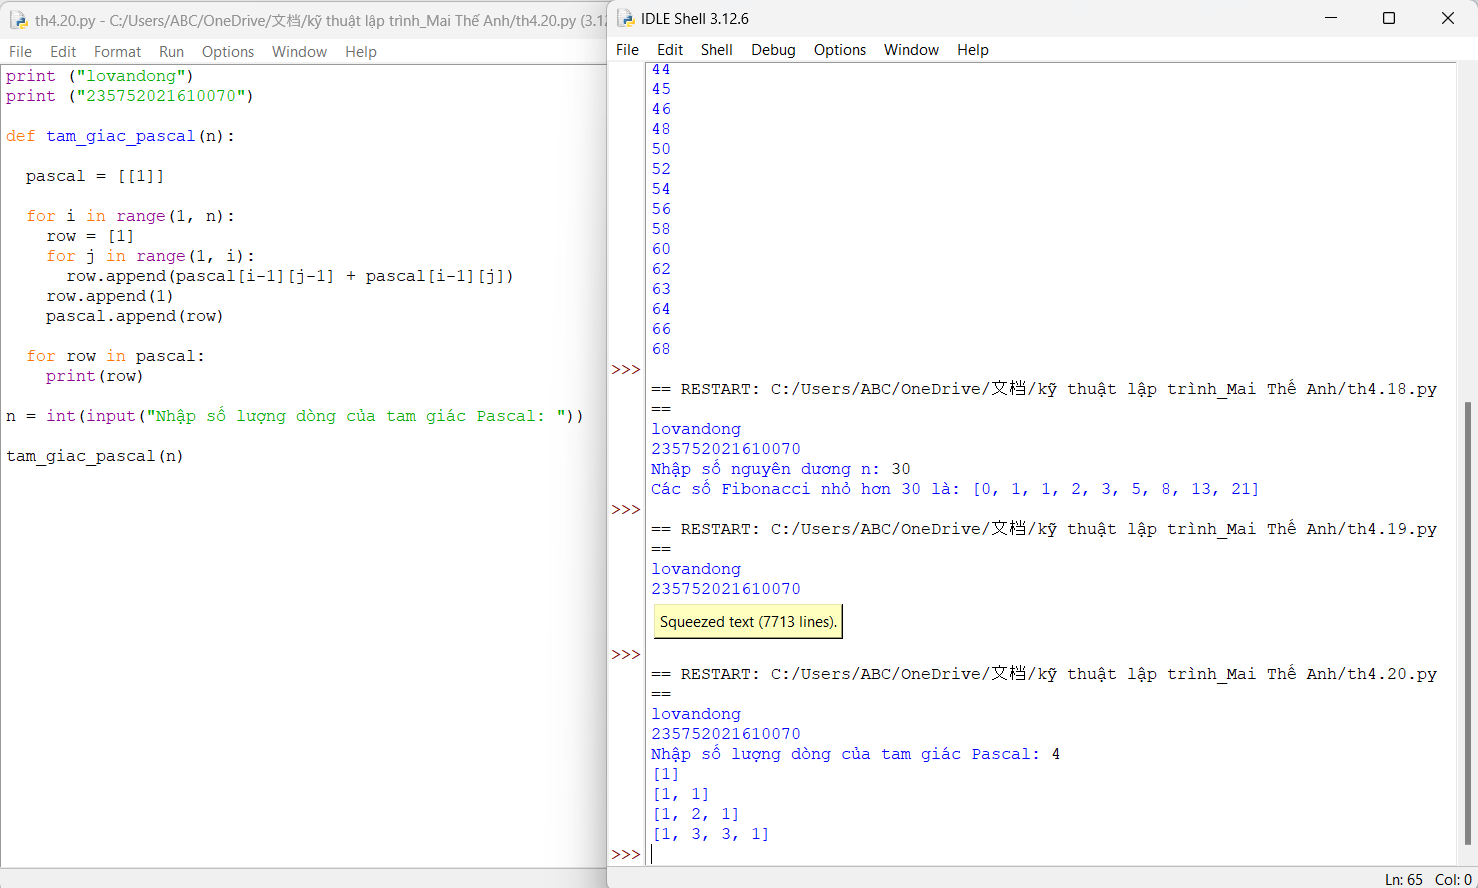 th4.20.py - C:/Users/ABC/OneDrive/文档/kỹ thuật lập trình_Mai Thế Anh/th4.20.py (3.12
File Edit Format Run Options Window Help
print ("lovandong")
print ("235752021610070")
def tam_giac_pascal(n):
  pascal = [[1]]
  for i in range(1, n):
    row = [1]
    for j in range(1, i):
      row.append(pascal[i-1][j-1] + pascal[i-1][j])
    row.append(1)
    pascal.append(row)
  for row in pascal:
    print(row)
n = int(input("Nhập số lượng dòng của tam giác Pascal: "))
tam_giac_pascal(n)
IDLE Shell 3.12.6
File Edit Shell Debug Options Window Help
44
45
46
48
50
52
54
56
58
60
62
63
64
66
68
>>>
== RESTART: C:/Users/ABC/OneDrive/文档/kỹ thuật lập trình_Mai Thế Anh/th4.18.py
==
lovandong
235752021610070
Nhập số nguyên dương n: 30
Các số Fibonacci nhỏ hơn 30 là: [0, 1, 1, 2, 3, 5, 8, 13, 21]
>>>
== RESTART: C:/Users/ABC/OneDrive/文档/kỹ thuật lập trình_Mai Thế Anh/th4.19.py
==
lovandong
235752021610070
Squeezed text (7713 lines).
>>>
== RESTART: C:/Users/ABC/OneDrive/文档/kỹ thuật lập trình_Mai Thế Anh/th4.20.py
==
lovandong
235752021610070
Nhập số lượng dòng của tam giác Pascal: 4
[1]
[1, 1]
[1, 2, 1]
[1, 3, 3, 1]
>>>
Ln: 65 Col: 0